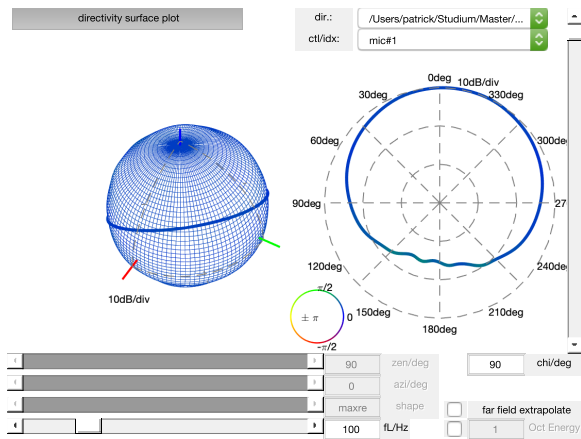 directivity surface plot
dir.: /Users/patrick/Studium/Master/...
ctl/idx: mic#1
0deg 10dB/div
30deg 330deg
60deg 300deg
90deg 27
120deg 240deg
150deg 210deg
180deg
10dB/div
π/2
± π 0
-π/2
90 zen/deg 90 chi/deg
0 azi/deg
maxre shape far field extrapolate
100 fL/Hz 1 Oct Energy